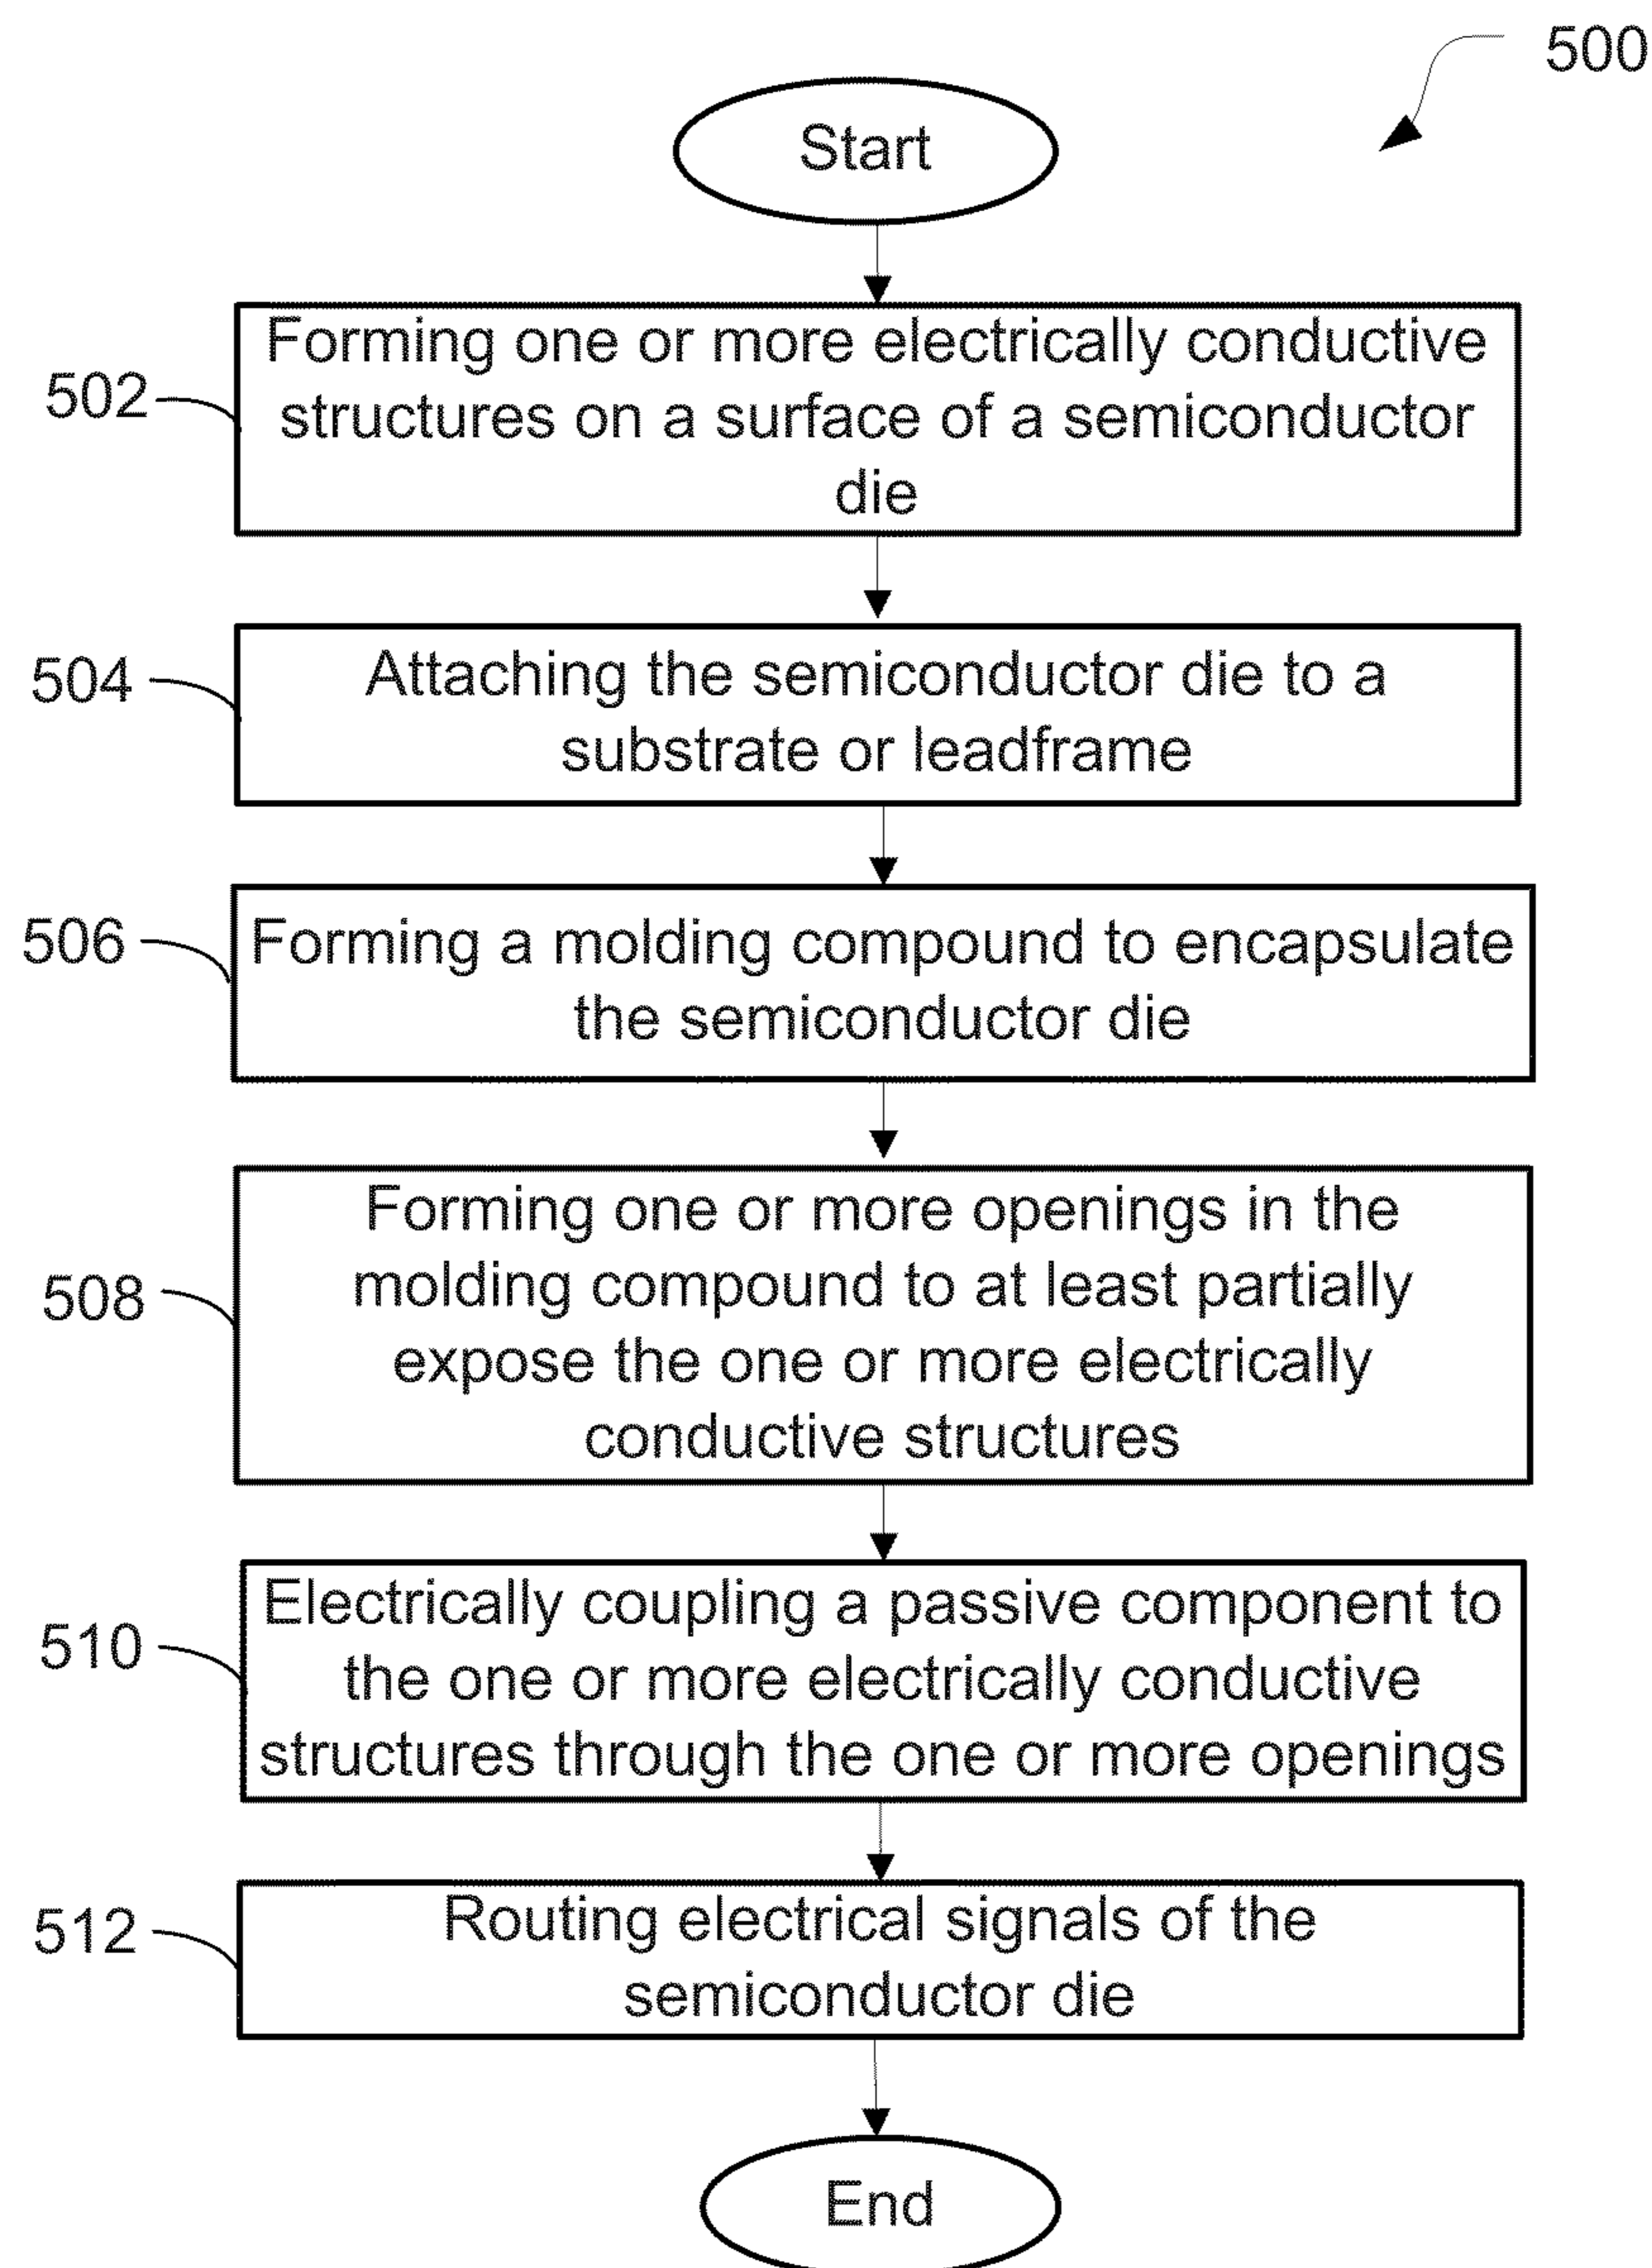 500
Start
502
Forming one or more electrically conductive
structures on a surface of a semiconductor
die
504
Attaching the semiconductor die to a
substrate or leadframe
506
Forming a molding compound to encapsulate
the semiconductor die
508
Forming one or more openings in the
molding compound to at least partially
expose the one or more electrically
conductive structures
510
Electrically coupling a passive component to
the one or more electrically conductive
structures through the one or more openings
512
Routing electrical signals of the
semiconductor die
End